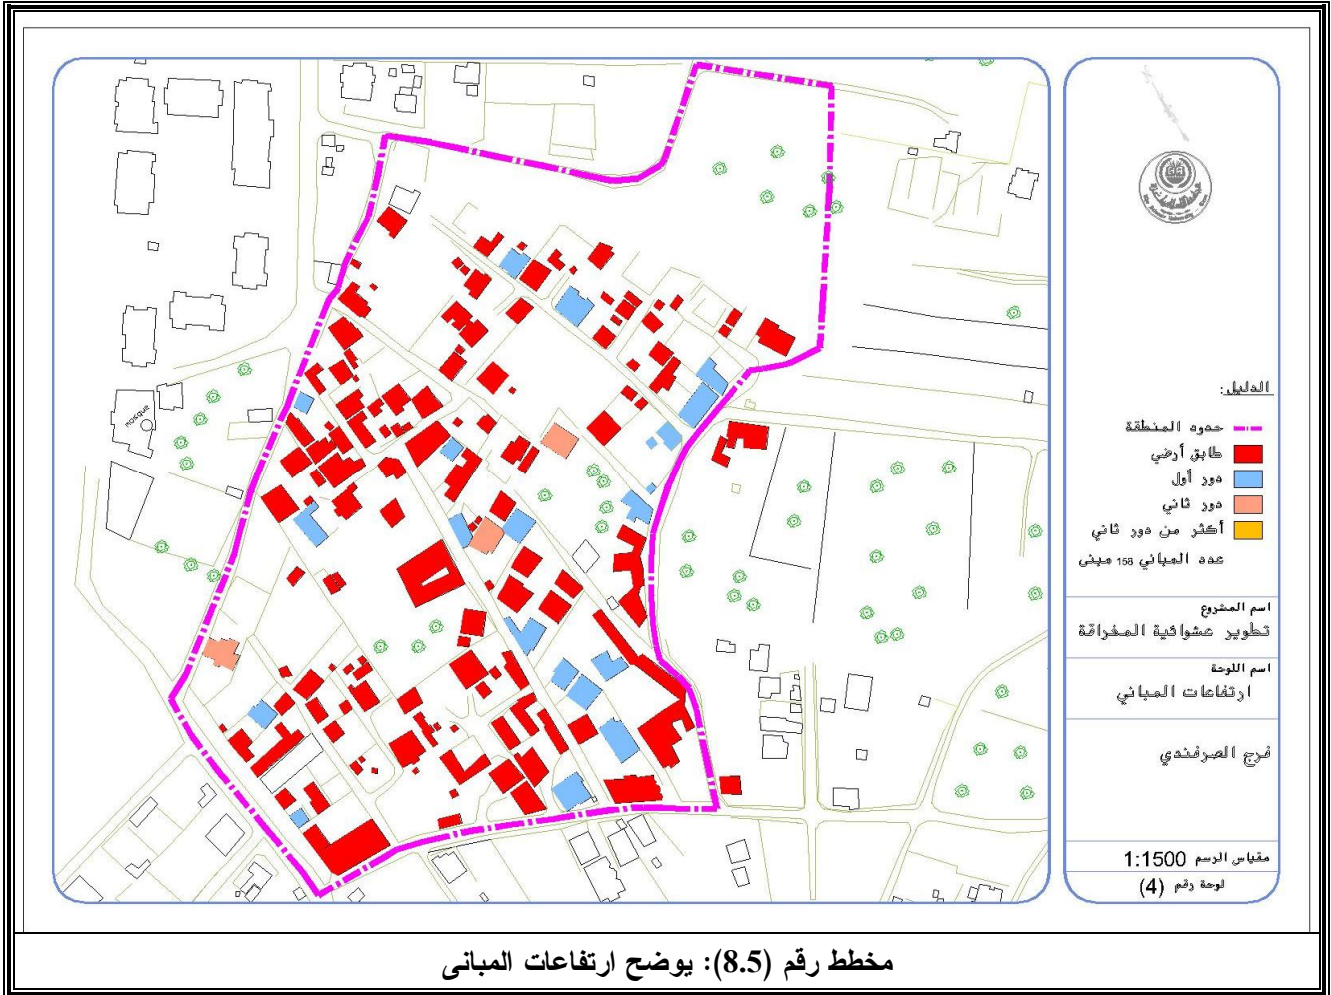 mosque
الدليل:
حدود المنطقة
طابق أرضي
دور أول
دور ثاني
أكثر من دور ثاني
عدد المباني 158 مبنى
اسم المشروع
تطوير عشوائية المغراقة
اسم اللوحة
ارتفاعات المباني
فرج الصرفندي
مقياس الرسم 1:1500
لوحة رقم (4)
مخطط رقم (8.5): يوضح ارتفاعات المبانى